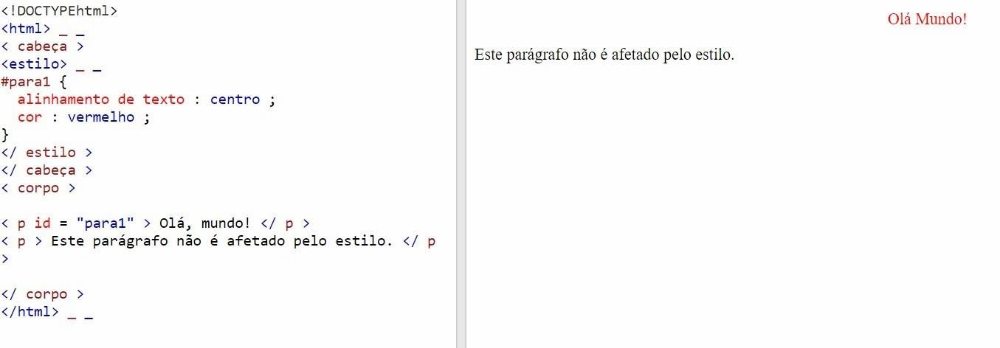 <!DOCTYPEhtml>
<html> _ _
< cabeça >
<estilo> _ _
#para1 {
alinhamento de texto : centro ;
cor : vermelho ;
}
</ estilo >
</ cabeça >
< corpo >
< p id = "para1" > Olá, mundo! </ p >
< p > Este parágrafo não é afetado pelo estilo. </ p
>
</ corpo >
</html> _ _
Olá Mundo!
Este parágrafo não é afetado pelo estilo.